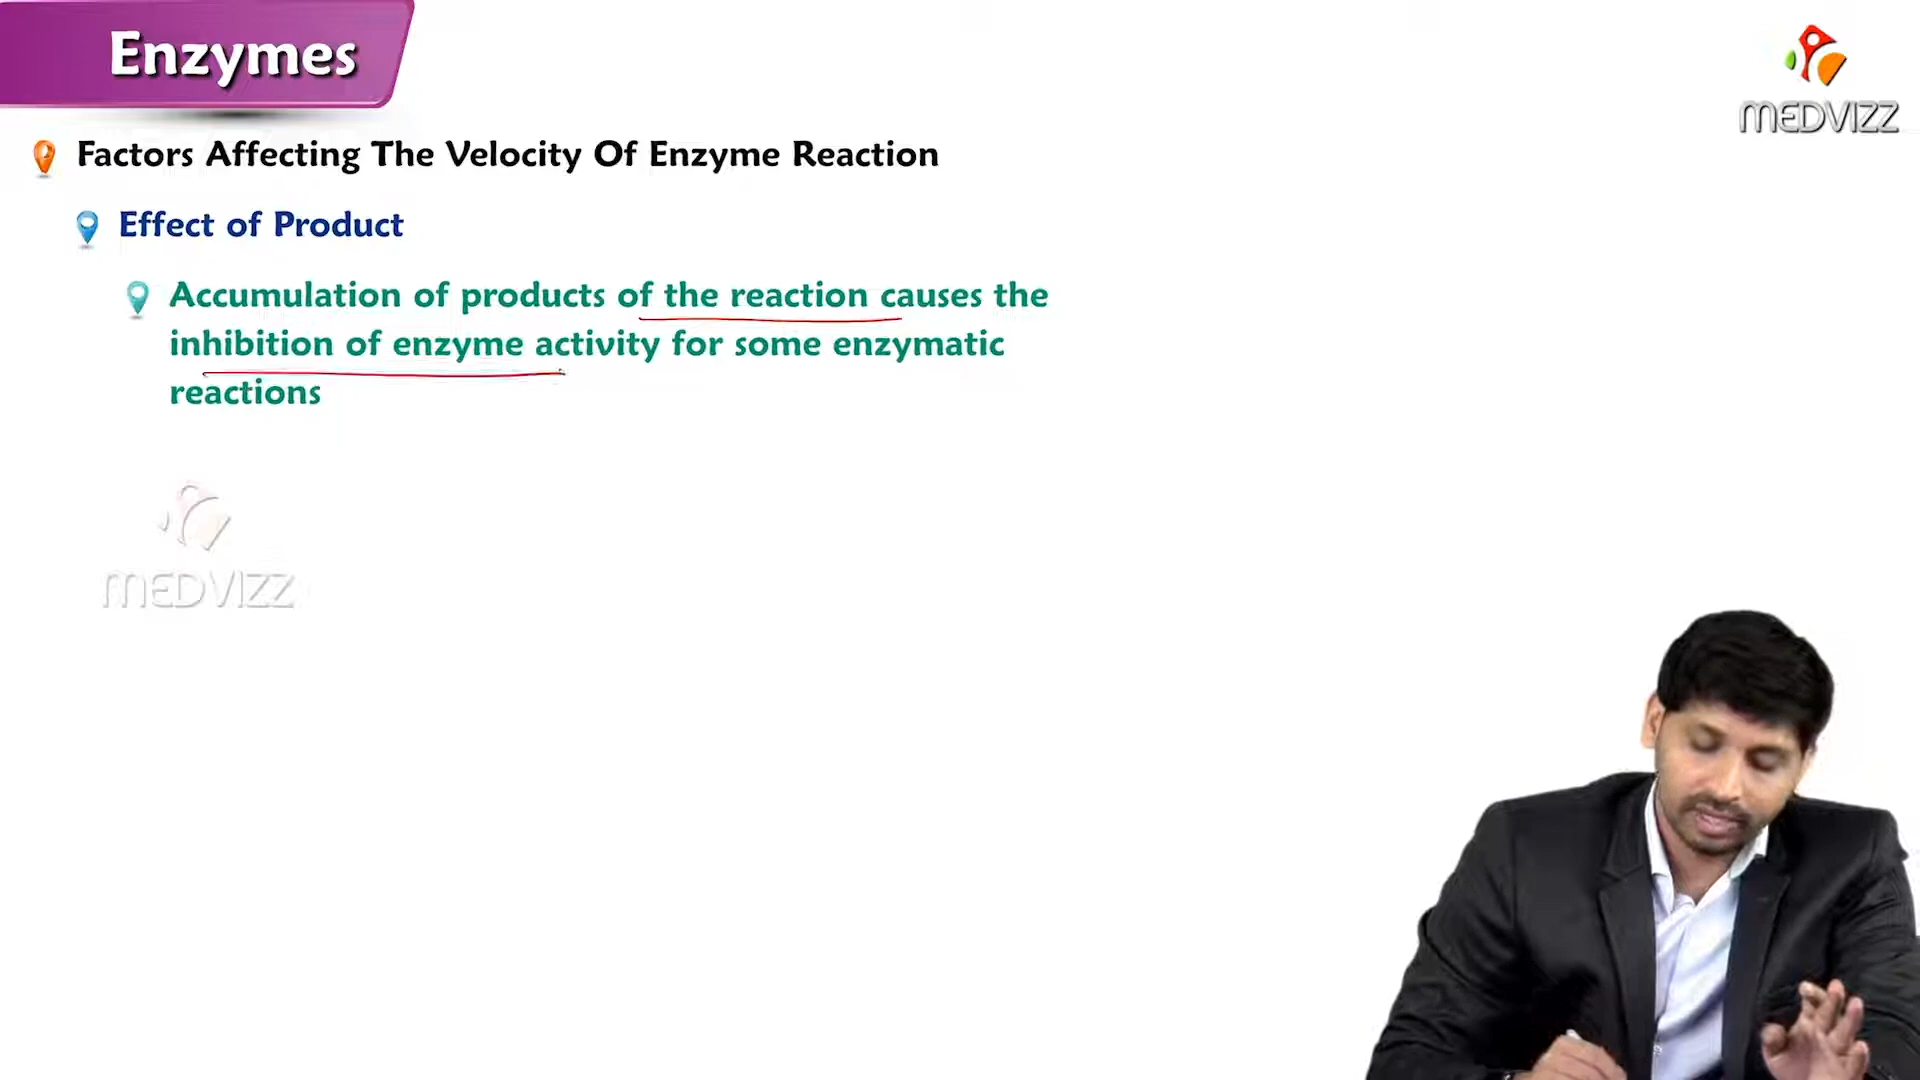 Enzymes
MEDVIZZ
Factors Affecting The Velocity Of Enzyme Reaction
Effect of Product
Accumulation of products of the reaction causes the
inhibition of enzyme activity for some enzymatic
reactions
MEDVIZZ